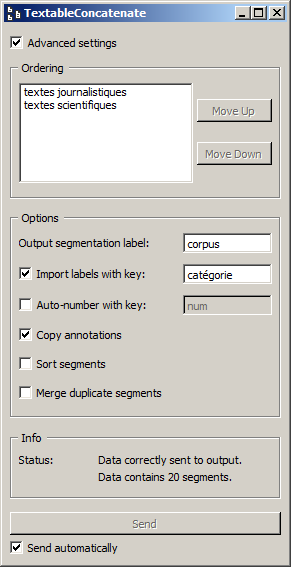 TextableConcatenate
Advanced settings
Ordering
textes journalistiques
textes scientifiques
Move Up
Move Down
Options
Output segmentation label: corpus
Import labels with key: catégorie
Auto-number with key: num
Copy annotations
Sort segments
Merge duplicate segments
Info
Status: Data correctly sent to output.
Data contains 20 segments.
Send
Send automatically